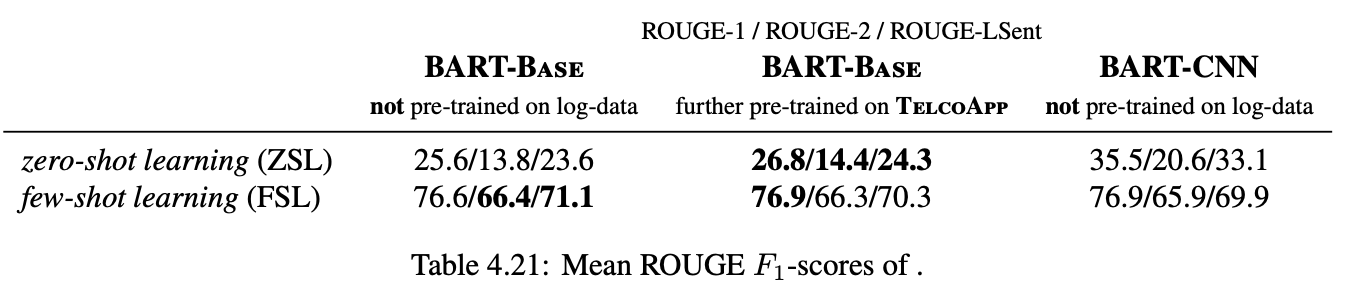 ROUGE-1 / ROUGE-2 / ROUGE-LSent
BART-BASE BART-BASE BART-CNN
not pre-trained on log-data further pre-trained on TELCOAPP not pre-trained on log-data
zero-shot learning (ZSL) 25.6/13.8/23.6 26.8/14.4/24.3 35.5/20.6/33.1
few-shot learning (FSL) 76.6/66.4/71.1 76.9/66.3/70.3 76.9/65.9/69.9
Table 4.21: Mean ROUGE F1-scores of .